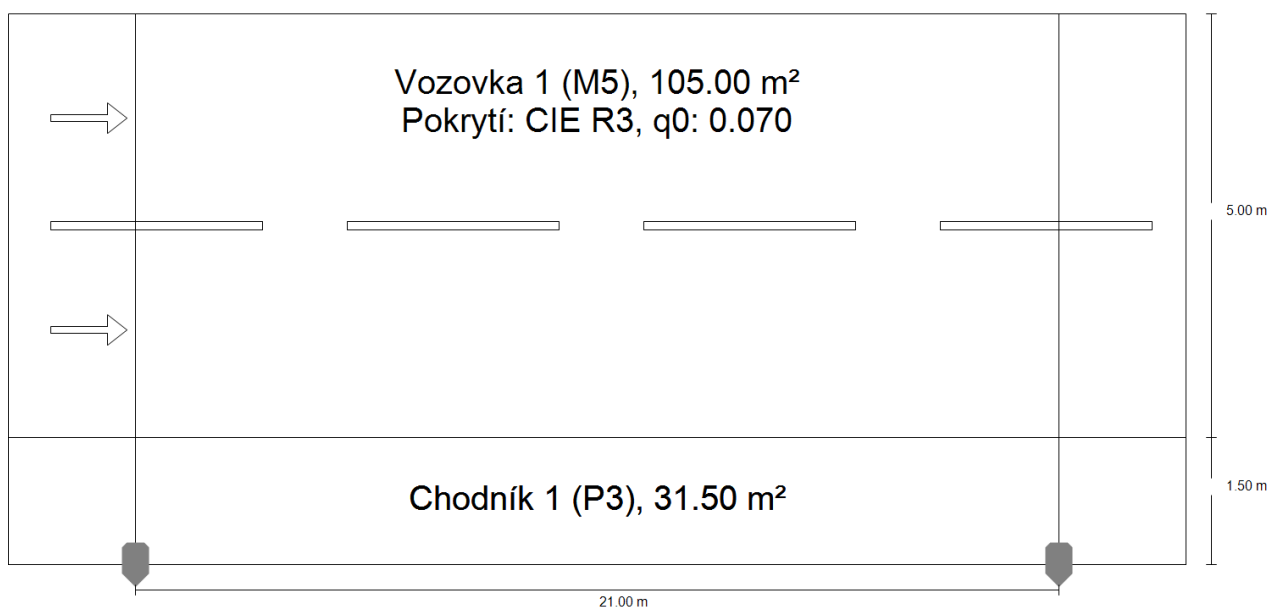 Vozovka 1 (M5), 105.00 m²
Pokrytí: CIE R3, q0: 0.070
5.00 m
Chodník 1 (P3), 31.50 m²
1.50 m
21.00 m